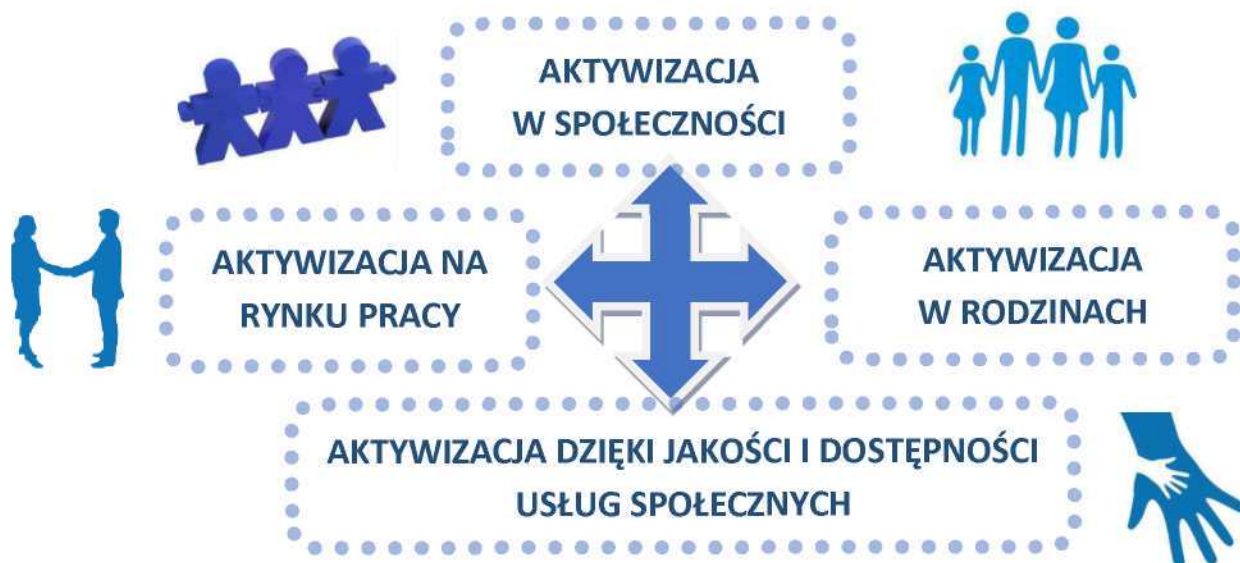 AKTYWIZACJA
W SPOŁECZNOŚCI
AKTYWIZACJA NA
RYNKU PRACY
AKTYWIZACJA
W RODZINACH
AKTYWIZACJA DZIĘKI JAKOŚCI I DOSTĘPNOŚCI
USŁUG SPOŁECZNYCH